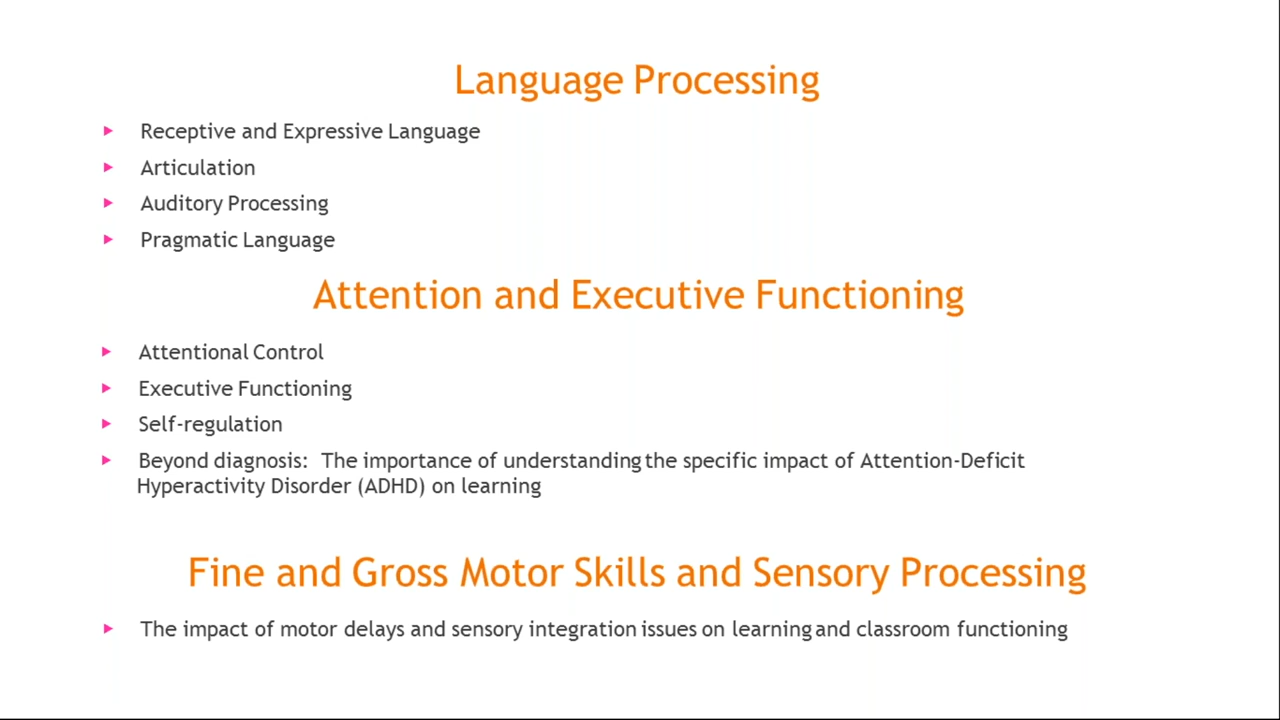 Language Processing
Receptive and Expressive Language
Articulation
Auditory Processing
Pragmatic Language
Attention and Executive Functioning
Attentional Control
Executive Functioning
Self-regulation
Beyond diagnosis: The importance of understanding the specific impact of Attention-Deficit
Hyperactivity Disorder (ADHD) on learning
Fine and Gross Motor Skills and Sensory Processing
The impact of motor delays and sensory integration issues on learning and classroom functioning